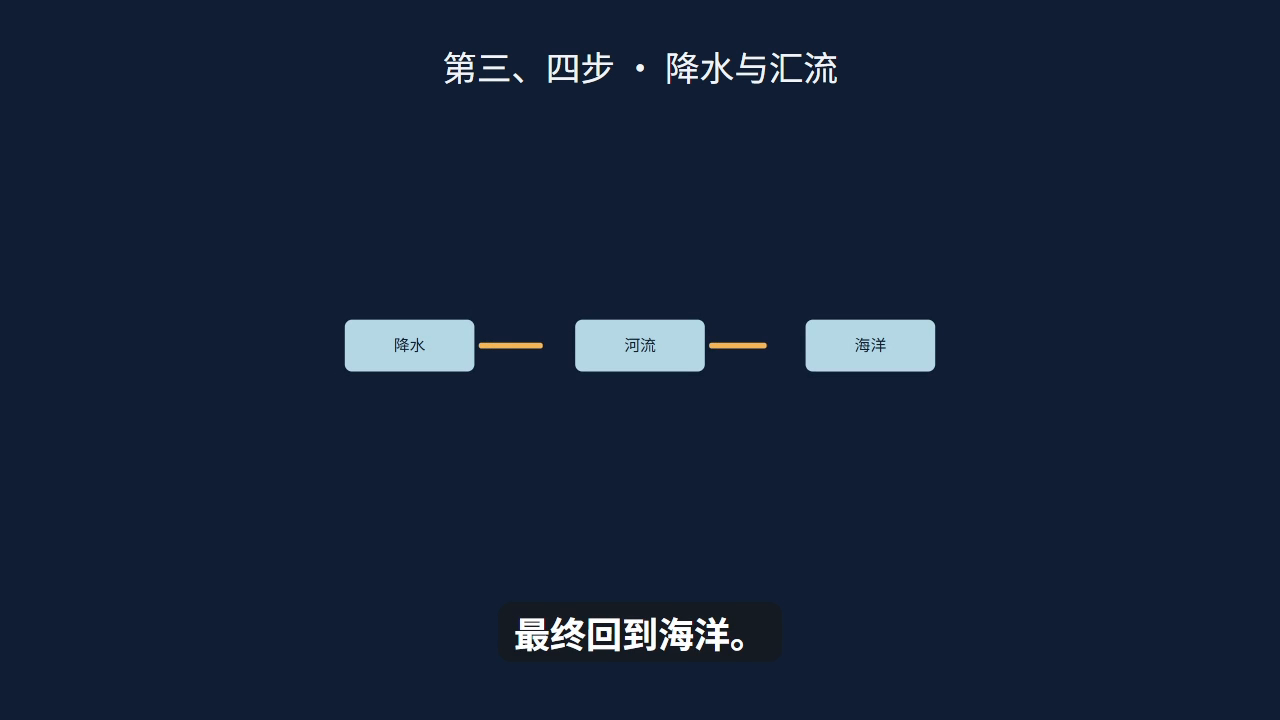 第三、四步 · 降水与汇流
降水
河流
海洋
最终回到海洋。